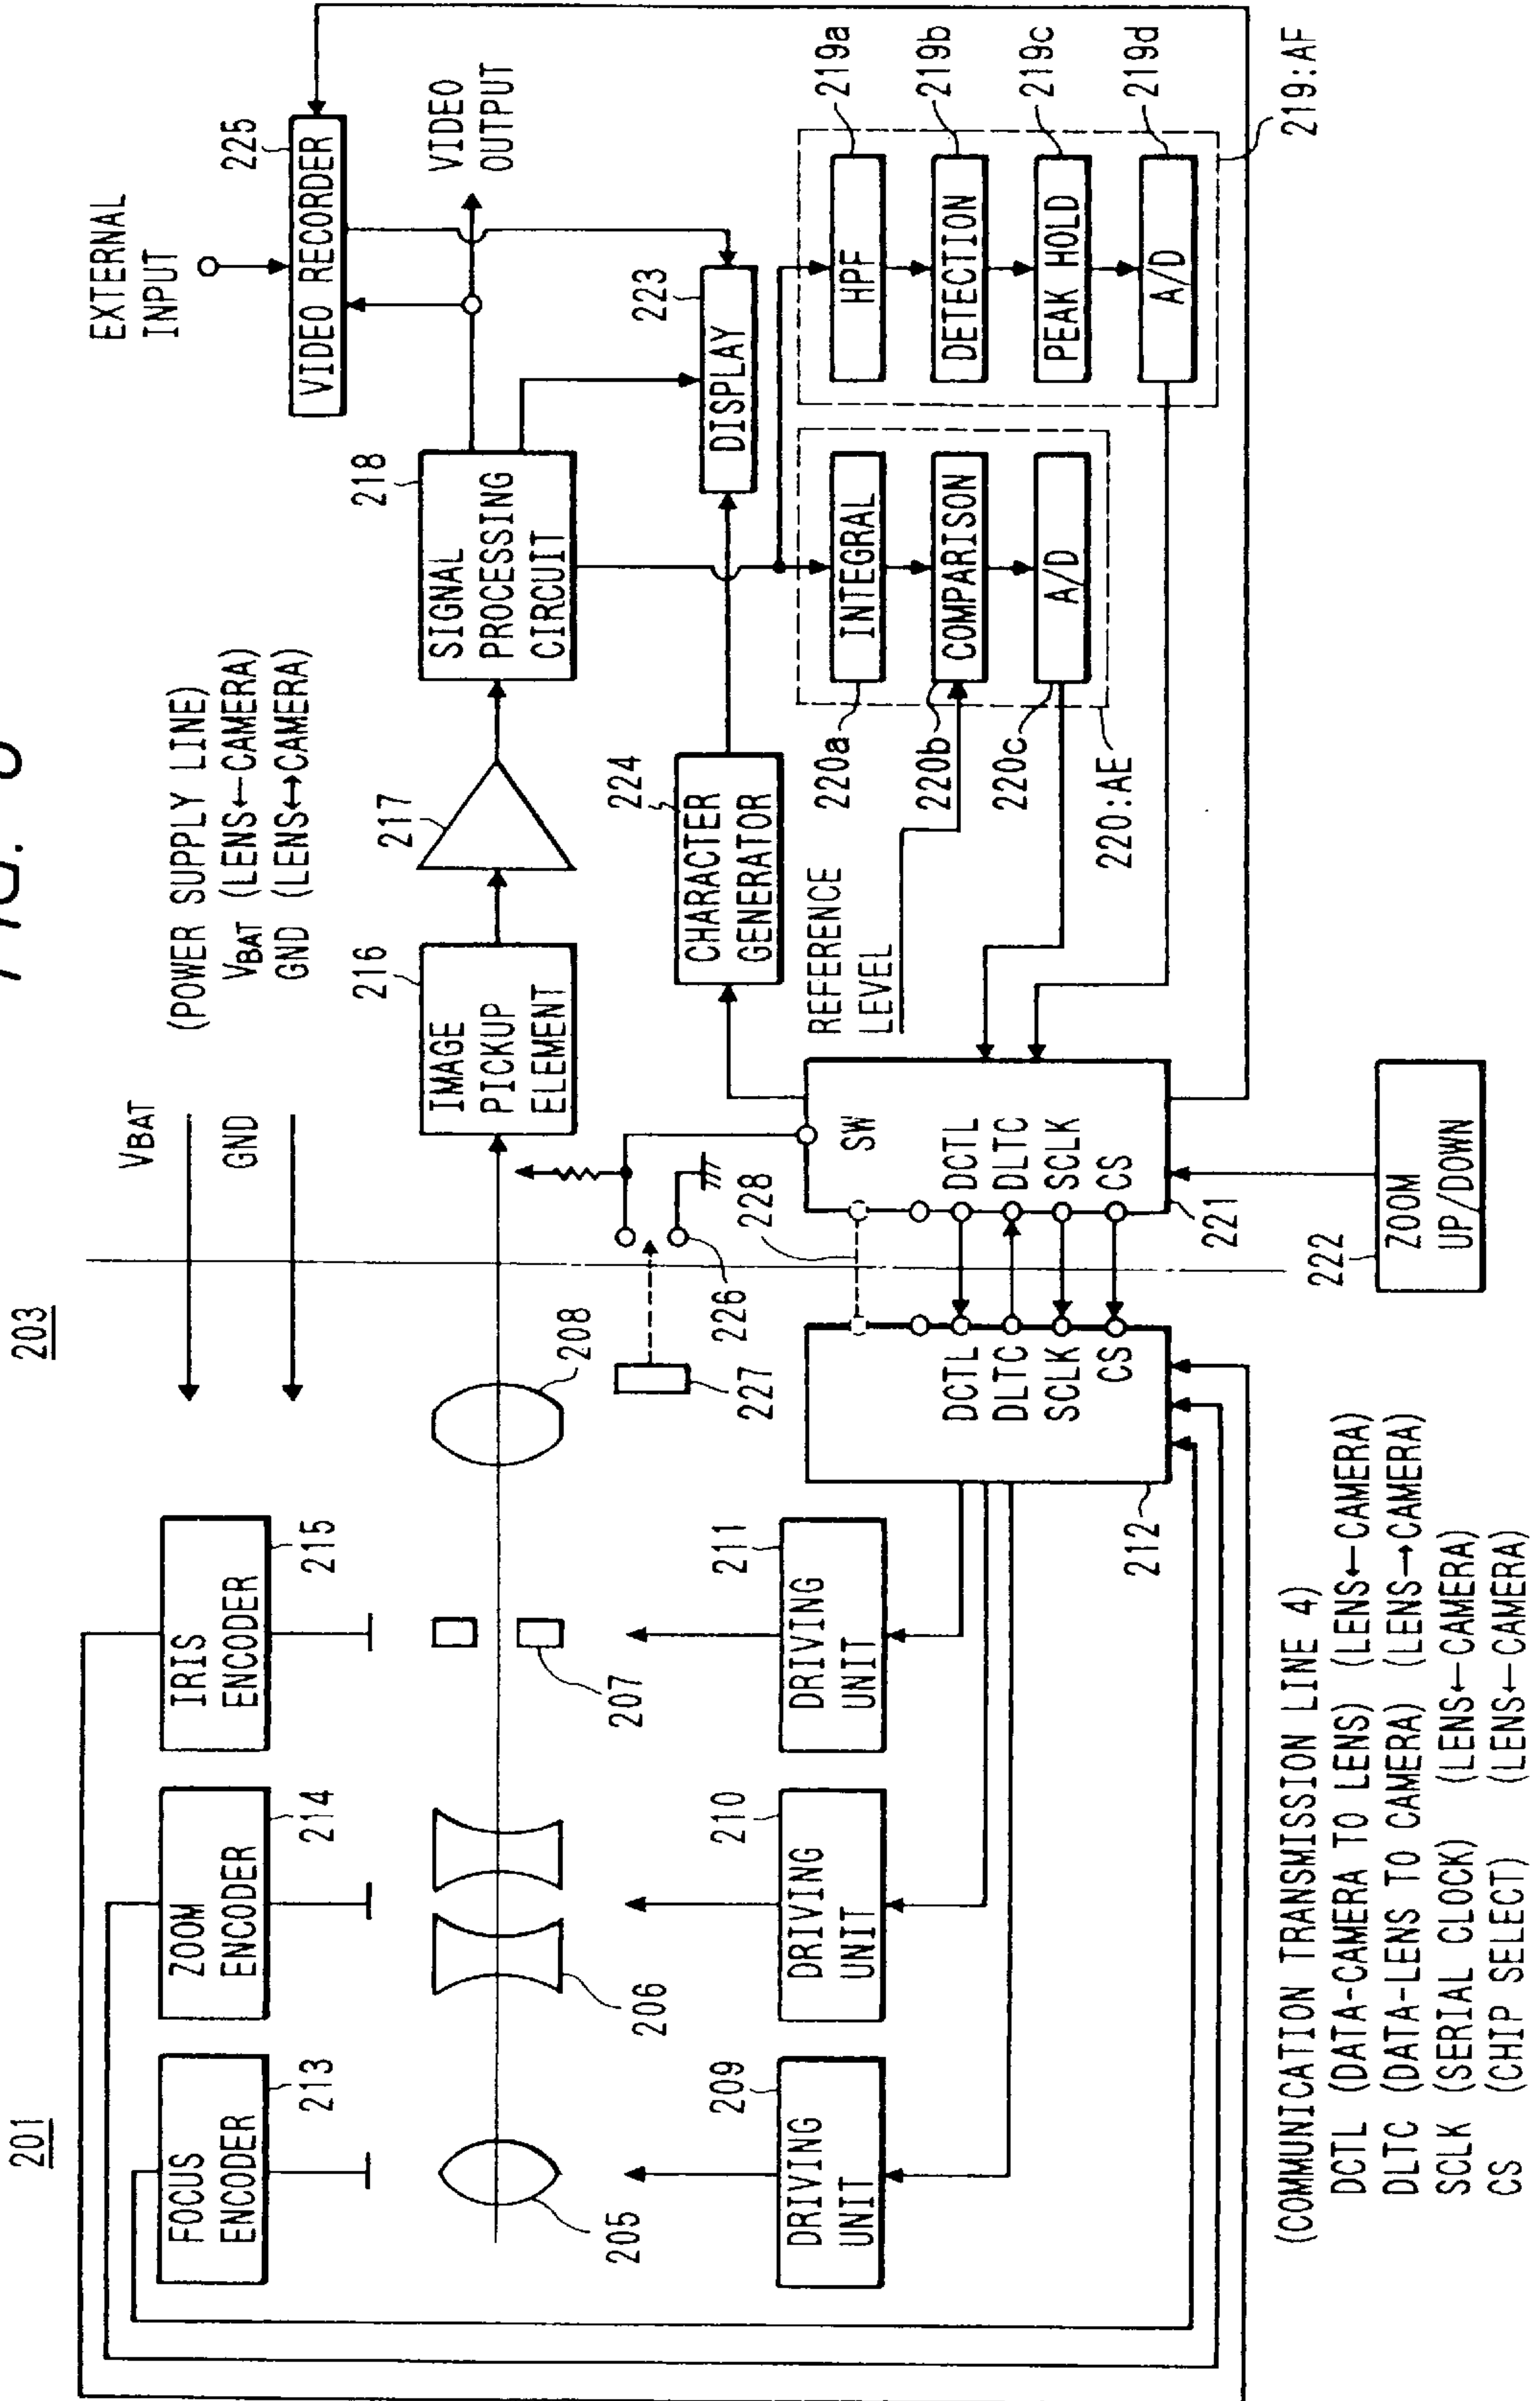 201
203
FOCUS
ENCODER
213
ZOOM
ENCODER
214
IRIS
ENCODER
215
VBAT
GND
(POWER SUPPLY LINE)
VBAT (LENS←CAMERA)
GND (LENS↔CAMERA)
EXTERNAL
INPUT
225
VIDEO RECORDER
VIDEO
OUTPUT
205
206
207
208
216
IMAGE
PICKUP
ELEMENT
217
218
SIGNAL
PROCESSING
CIRCUIT
209
DRIVING
UNIT
210
DRIVING
UNIT
211
DRIVING
UNIT
227
226
228
224
CHARACTER
GENERATOR
223
DISPLAY
212
DCTL
DLTC
SCLK
CS
SW
DCTL
DLTC
SCLK
CS
221
222
ZOOM
UP/DOWN
REFERENCE
LEVEL
220a
220b
220c
220:AE
INTEGRAL
COMPARISON
A/D
HPF
DETECTION
PEAK HOLD
A/D
219a
219b
219c
219d
219:AF
(COMMUNICATION TRANSMISSION LINE 4)
DCTL (DATA-CAMERA TO LENS) (LENS←CAMERA)
DLTC (DATA-LENS TO CAMERA) (LENS→CAMERA)
SCLK (SERIAL CLOCK) (LENS←CAMERA)
CS (CHIP SELECT) (LENS←CAMERA)